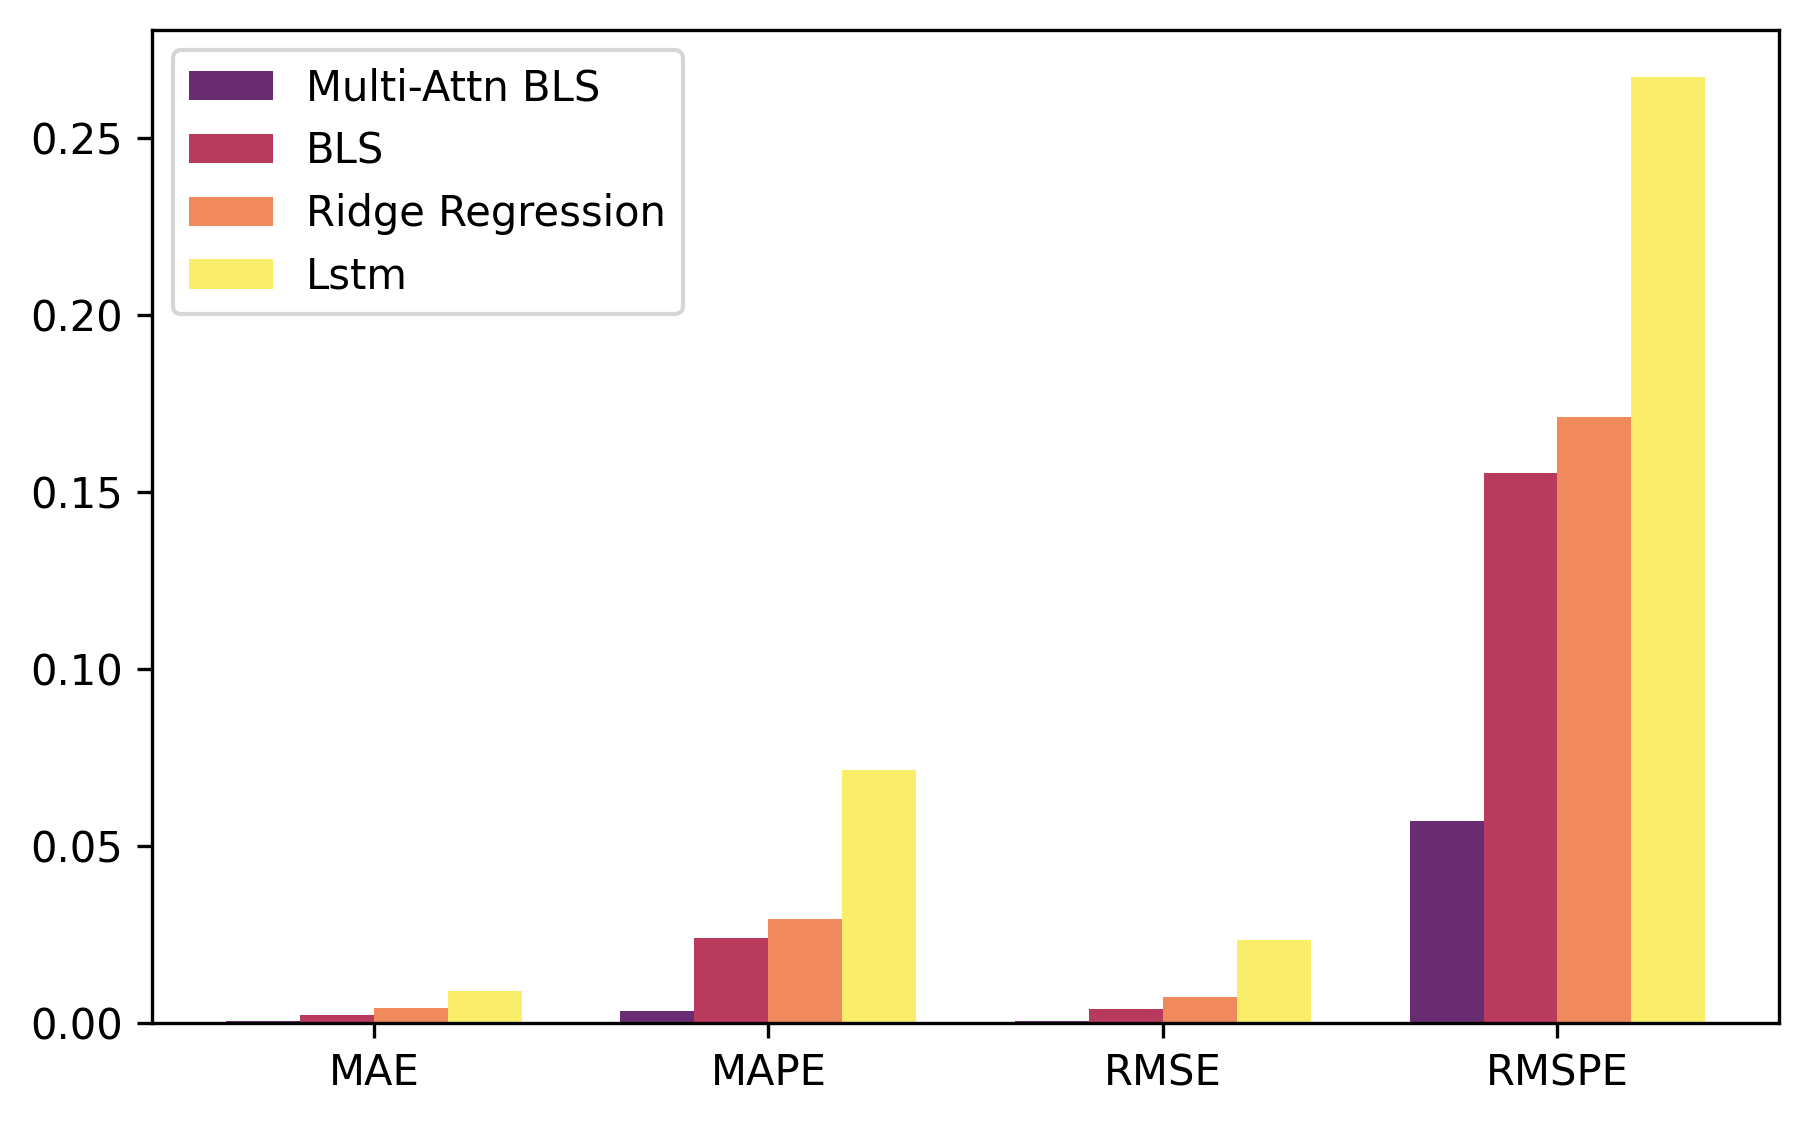 Multi-Attn BLS
BLS
Ridge Regression
Lstm
0.25
0.20
0.15
0.10
0.05
0.00
MAE MAPE RMSE RMSPE